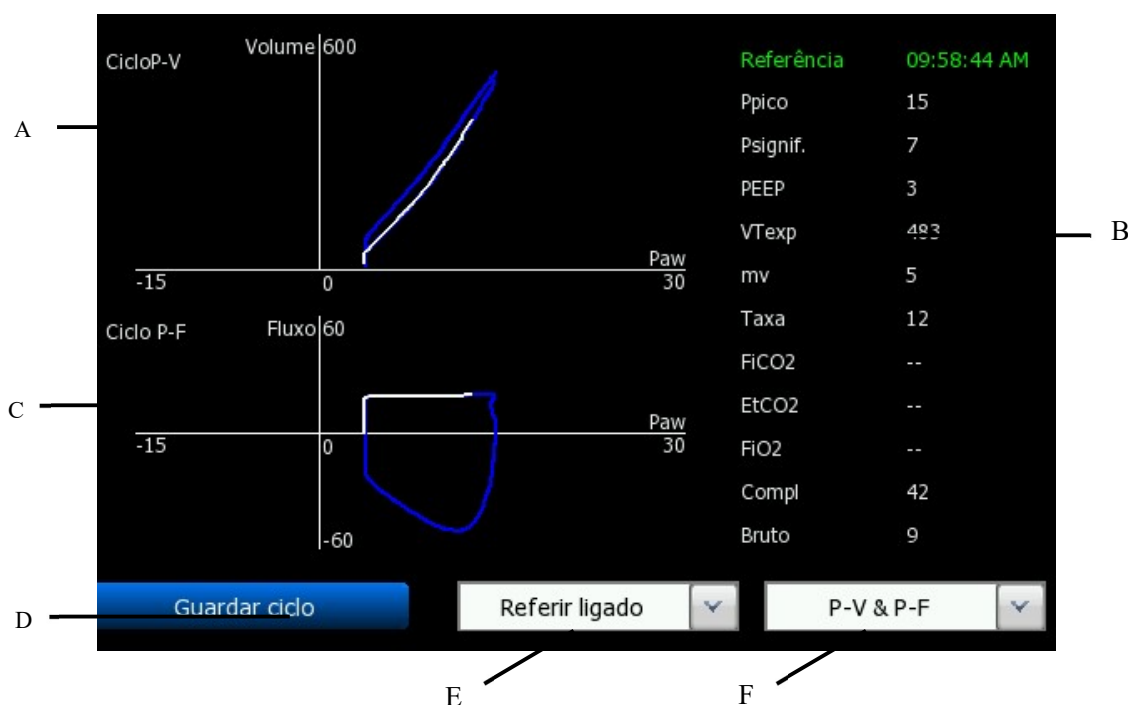 CicloP-V
Volume 600
Paw
-15 0 30
Ciclo P-F
Fluxo 60
Paw
-15 0 30
-60
Referência 09:58:44 AM
Ppico 15
Psignif. 7
PEEP 3
VTexp 483
mv 5
Taxa 12
FiCO2 --
EtCO2 --
FiO2 --
Compl 42
Bruto 9
Guardar ciclo
Referir ligado
P-V & P-F
A
B
C
D
E
F